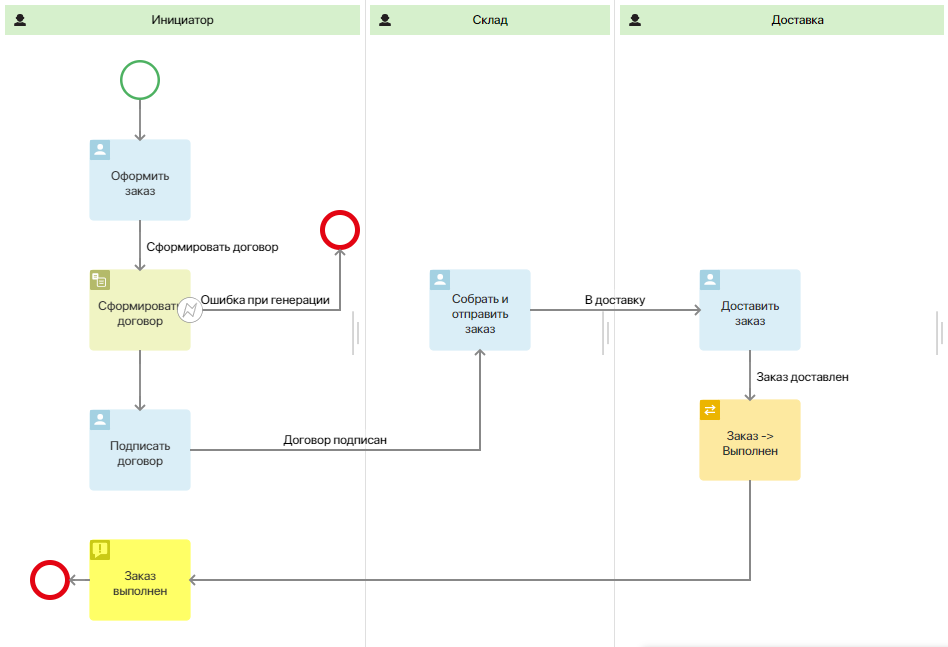 Инициатор
Склад
Доставка
Оформить
заказ
Сформировать договор
Сформировать
договор
Ошибка при генерации
Собрать и
отправить
заказ
В доставку
Доставить
заказ
Заказ доставлен
Подписать
договор
Договор подписан
Заказ ->
Выполнен
Заказ
выполнен